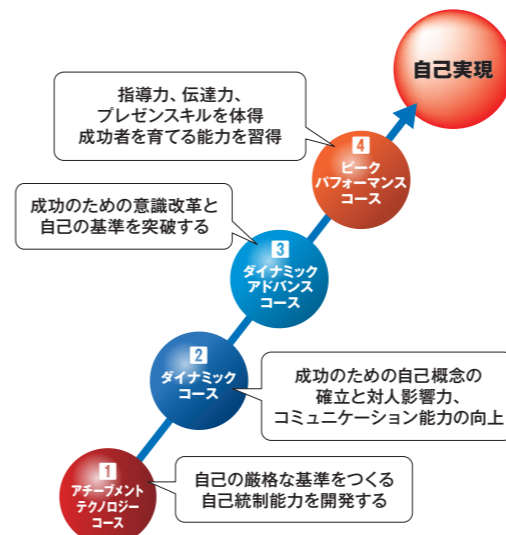 自己実現
指導力、伝達力、
プレゼンスキルを体得
成功者を育てる能力を習得
4
ピーク
パフォーマンス
コース
成功のための意識改革と
自己の基準を突破する
3
ダイナミック
アドバンス
コース
2
ダイナミック
コース
成功のための自己概念の
確立と対人影響力、
コミュニケーション能力の向上
1
アチーブメント
テクノロジー
コース
自己の厳格な基準をつくる
自己統制能力を開発する